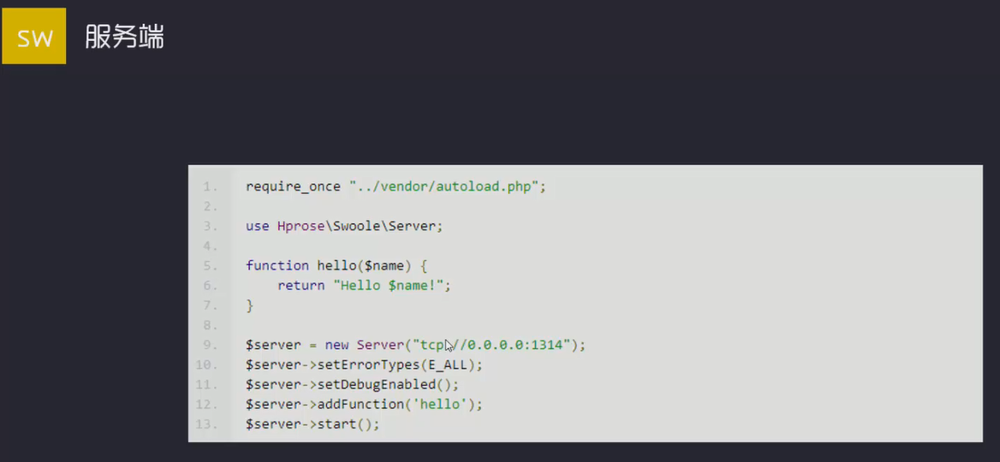 SW 服务端
1. require_once "../vendor/autoload.php";
2.
3. use Hprose\Swoole\Server;
4.
5. function hello($name) {
6.     return "Hello $name!";
7. }
8.
9. $server = new Server("tcp://0.0.0.0:1314");
10. $server->setErrorTypes(E_ALL);
11. $server->setDebugEnabled();
12. $server->addFunction('hello');
13. $server->start();